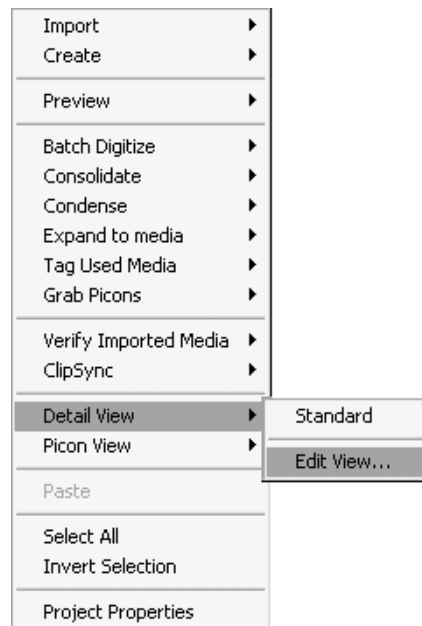 Import
Create
Preview
Batch Digitize
Consolidate
Condense
Expand to media
Tag Used Media
Grab Picons
Verify Imported Media
ClipSync
Detail View
Standard
Picon View
Edit View...
Paste
Select All
Invert Selection
Project Properties